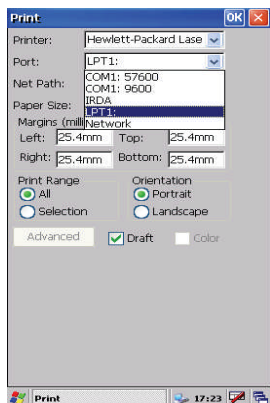 Print OK
Printer: Hewlett-Packard Lase
Port: LPT1:
COM1: 57600
Net Path: COM1: 9600
IRDA
Paper Size: LPT1:
Margins (milli Network
Left: 25.4mm Top: 25.4mm
Right: 25.4mm Bottom: 25.4mm
Print Range Orientation
All Portrait
Selection Landscape
Advanced Draft Color
Print 17:23